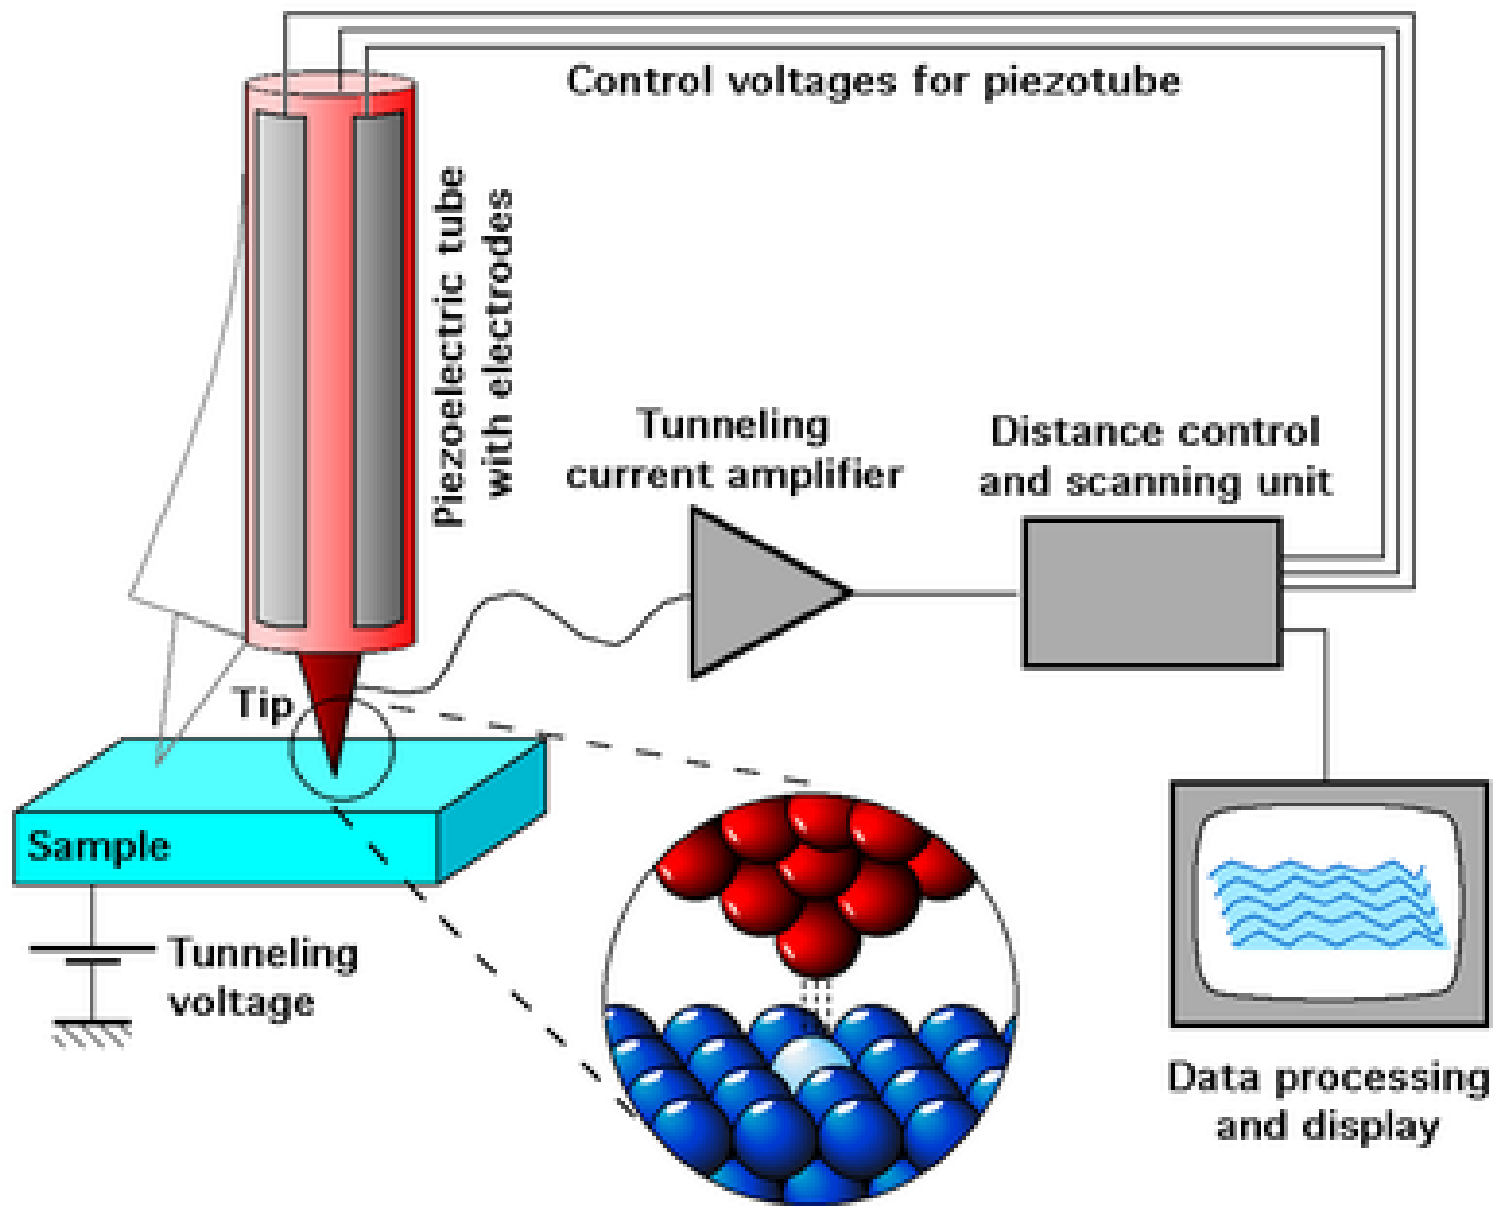 Control voltages for piezotube
Piezoelectric tube
with electrodes
Tunneling
current amplifier
Distance control
and scanning unit
Tip
Sample
Tunneling
voltage
Data processing
and display